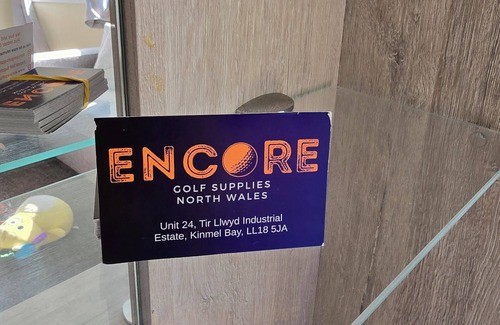 ENCORE
GOLF SUPPLIES
NORTH WALES
Unit 24, Tir Llwyd Industrial
Estate, Kinmel Bay, LL18 5JA